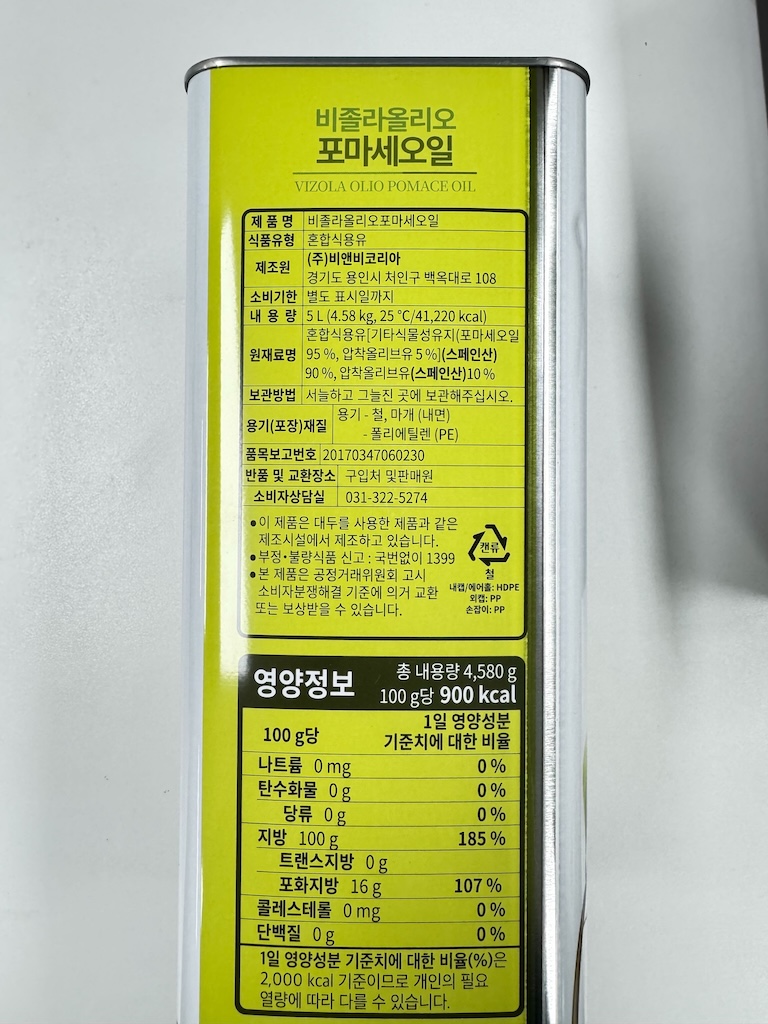 비졸라올리오
포마세오일
VIZOLA OLIO POMACE OIL
제 품 명 비졸라올리오포마세오일
식품유형 혼합식용유
제조원 (주)비앤비코리아
경기도 용인시 처인구 백옥대로 108
소비기한 별도 표시일까지
내 용 량 5 L (4.58 kg, 25 ℃/41,220 kcal)
원재료명 혼합식용유[기타식물성유지(포마세오일
95 %, 압착올리브유 5 %](스페인산)
90 %, 압착올리브유(스페인산)10 %
보관방법 서늘하고 그늘진 곳에 보관해주십시오.
용기(포장)재질 용기 - 철, 마개 (내면)
- 폴리에틸렌 (PE)
품목보고번호 20170347060230
반품 및 교환장소 구입처 및판매원
소비자상담실 031-322-5274
●이 제품은 대두를 사용한 제품과 같은
제조시설에서 제조하고 있습니다.
●부정•불량식품 신고 : 국번없이 1399
●본 제품은 공정거래위원회 고시
소비자분쟁해결 기준에 의거 교환
또는 보상받을 수 있습니다.
캔류
철
내캡/에어홀: HDPE
외캡: PP
손잡이: PP
영양정보 총 내용량 4,580 g
100 g당 900 kcal
100 g당 1일 영양성분
기준치에 대한 비율
나트륨 0 mg 0 %
탄수화물 0 g 0 %
당류 0 g 0 %
지방 100 g 185 %
트랜스지방 0 g
포화지방 16 g 107 %
콜레스테롤 0 mg 0 %
단백질 0 g 0 %
1일 영양성분 기준치에 대한 비율(%)은
2,000 kcal 기준이므로 개인의 필요
열량에 따라 다를 수 있습니다.